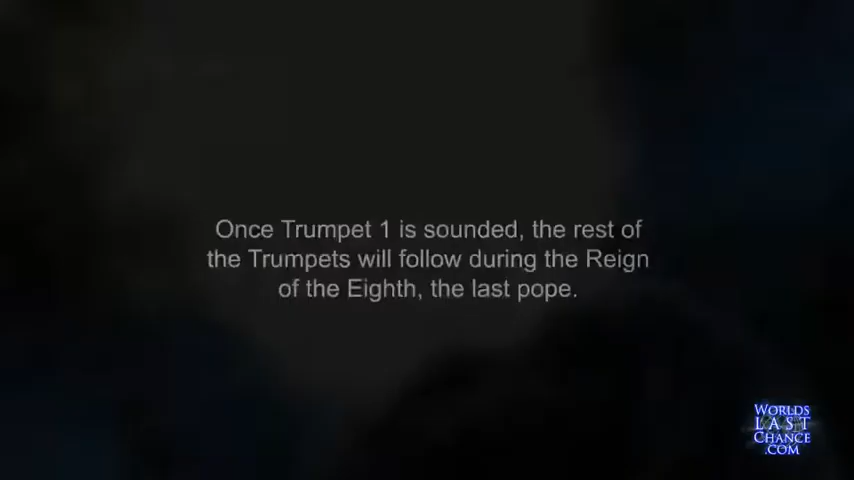 Once Trumpet 1 is sounded, the rest of
the Trumpets will follow during the Reign
of the Eighth, the last pope.
WORLDS
LAST
CHANCE
.COM